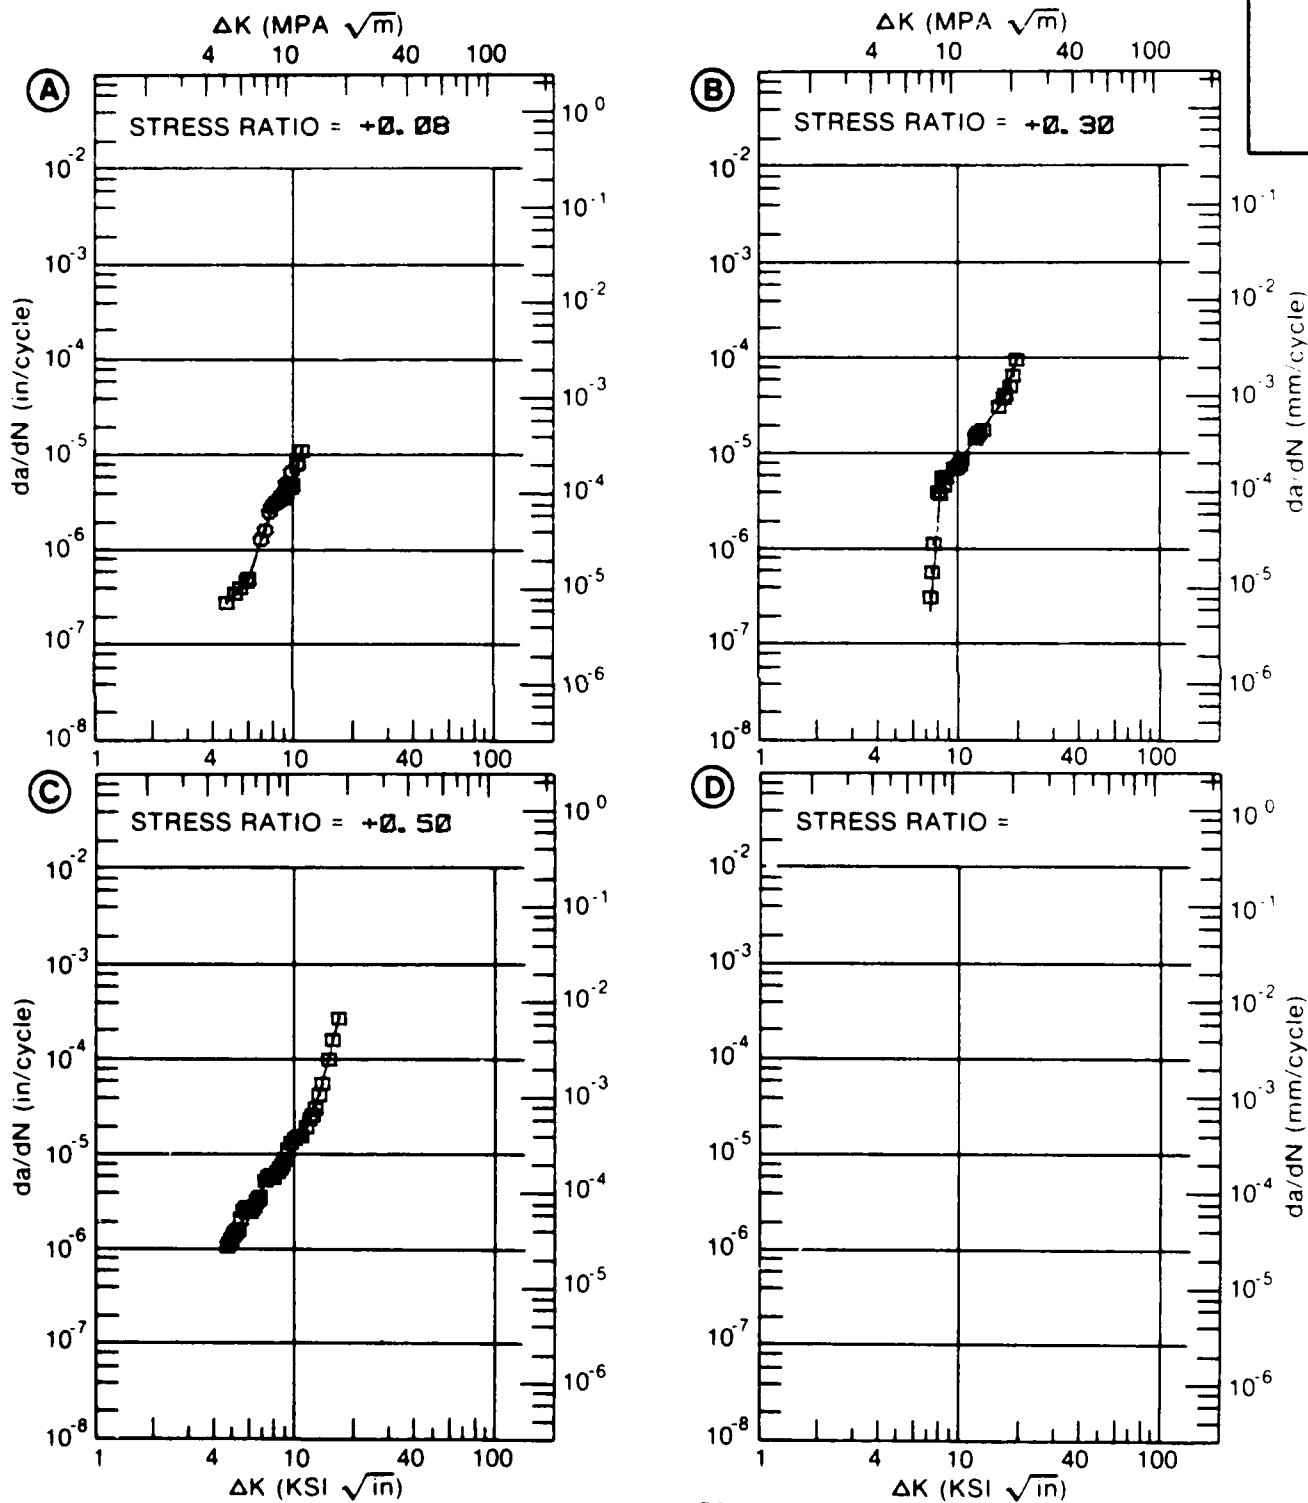 ΔK (MPA √m)
4 10 40 100
A
STRESS RATIO = +0.08
10^-2
10^-3
10^-4
10^-5
10^-6
10^-7
10^-8
da/dN (in/cycle)
10^0
10^-1
10^-2
10^-3
10^-4
10^-5
10^-6
1 4 10 40 100
ΔK (MPA √m)
4 10 40 100
B
STRESS RATIO = +0.30
10^-2
10^-3
10^-4
10^-5
10^-6
10^-7
10^-8
10^-1
10^-2
10^-3
10^-4
10^-5
10^-6
da/dN (mm/cycle)
1 4 10 40 100
C
STRESS RATIO = +0.50
10^-2
10^-3
10^-4
10^-5
10^-6
10^-7
10^-8
da/dN (in/cycle)
10^0
10^-1
10^-2
10^-3
10^-4
10^-5
10^-6
1 4 10 40 100
ΔK (KSI √in)
D
STRESS RATIO =
10^-2
10^-3
10^-4
10^-5
10^-6
10^-7
10^-8
10^0
10^-1
10^-2
10^-3
10^-4
10^-5
10^-6
da/dN (mm/cycle)
1 4 10 40 100
ΔK (KSI √in)